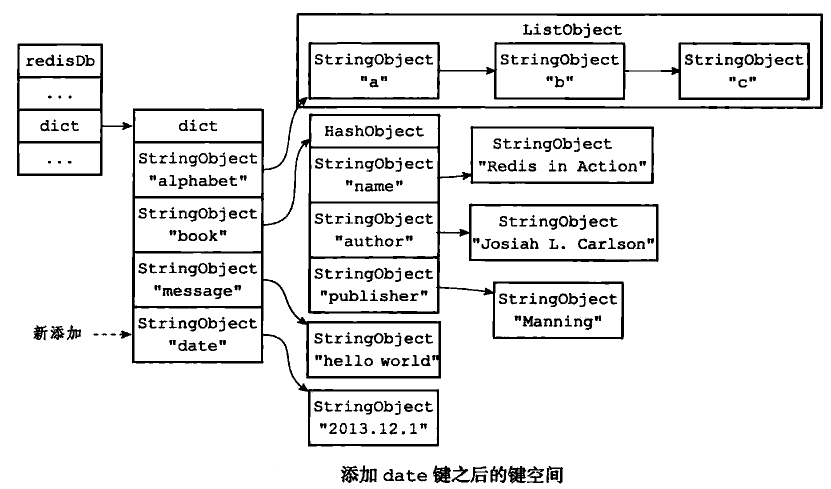 redisDb
...
dict
...
dict
StringObject
"alphabet"
StringObject
"book"
StringObject
"message"
StringObject
"date"
新添加
ListObject
StringObject
"a"
StringObject
"b"
StringObject
"c"
HashObject
StringObject
"name"
StringObject
"author"
StringObject
"publisher"
StringObject
"Redis in Action"
StringObject
"Josiah L. Carlson"
StringObject
"Manning"
StringObject
"hello world"
StringObject
"2013.12.1"
添加 date 键之后的键空间